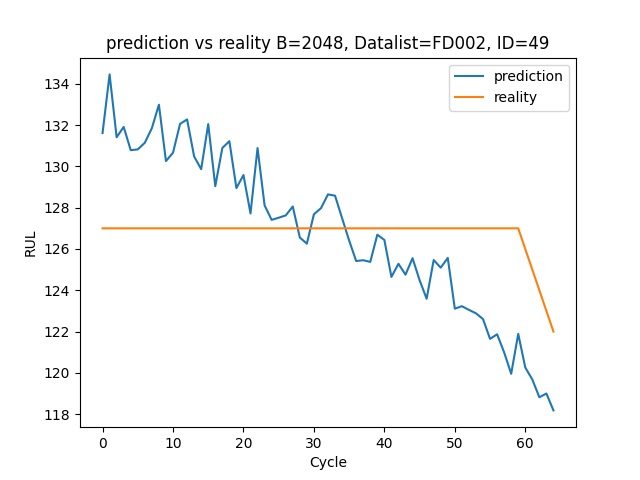 prediction vs reality B=2048, Datalist=FD002, ID=49
prediction
reality
134
132
130
128
126
124
122
120
118
RUL
0 10 20 30 40 50 60
Cycle